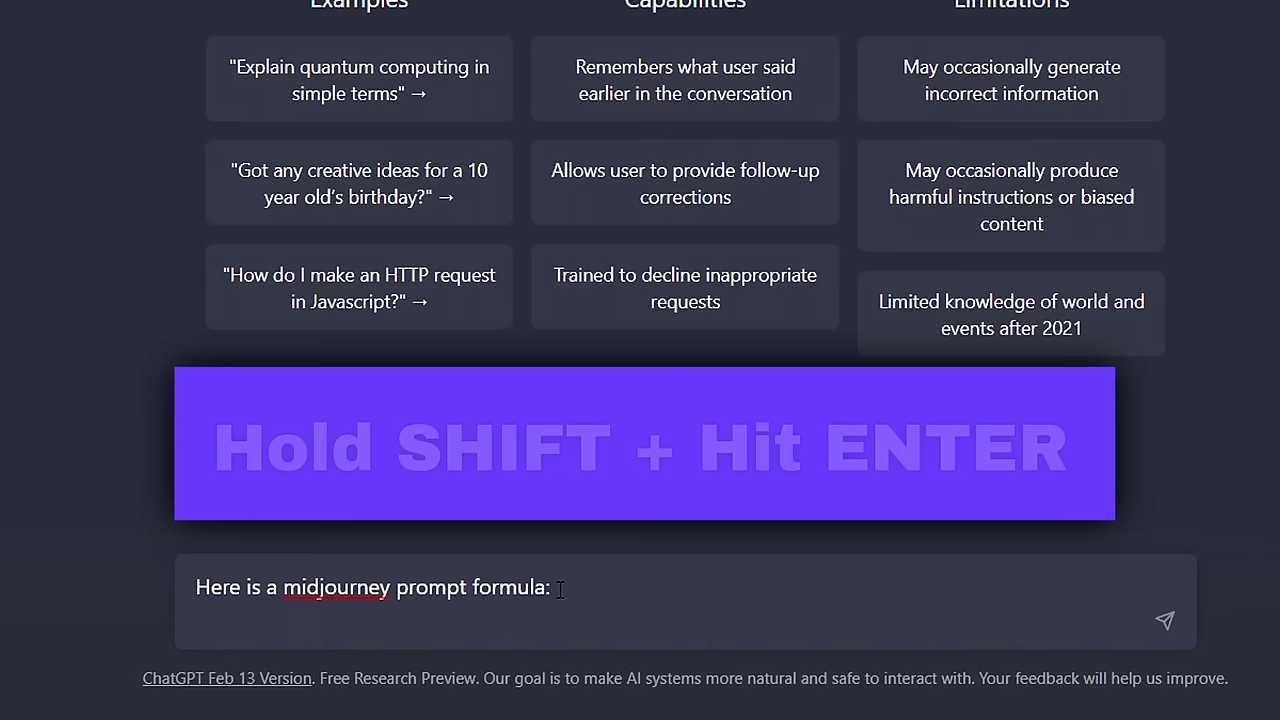 Examples
Capabilities
Limitations
"Explain quantum computing in
simple terms" →
Remembers what user said
earlier in the conversation
May occasionally generate
incorrect information
"Got any creative ideas for a 10
year old's birthday?" →
Allows user to provide follow-up
corrections
May occasionally produce
harmful instructions or biased
content
"How do I make an HTTP request
in Javascript?" →
Trained to decline inappropriate
requests
Limited knowledge of world and
events after 2021
Hold SHIFT + Hit ENTER
Here is a midjourney prompt formula:
ChatGPT Feb 13 Version. Free Research Preview. Our goal is to make AI systems more natural and safe to interact with. Your feedback will help us improve.